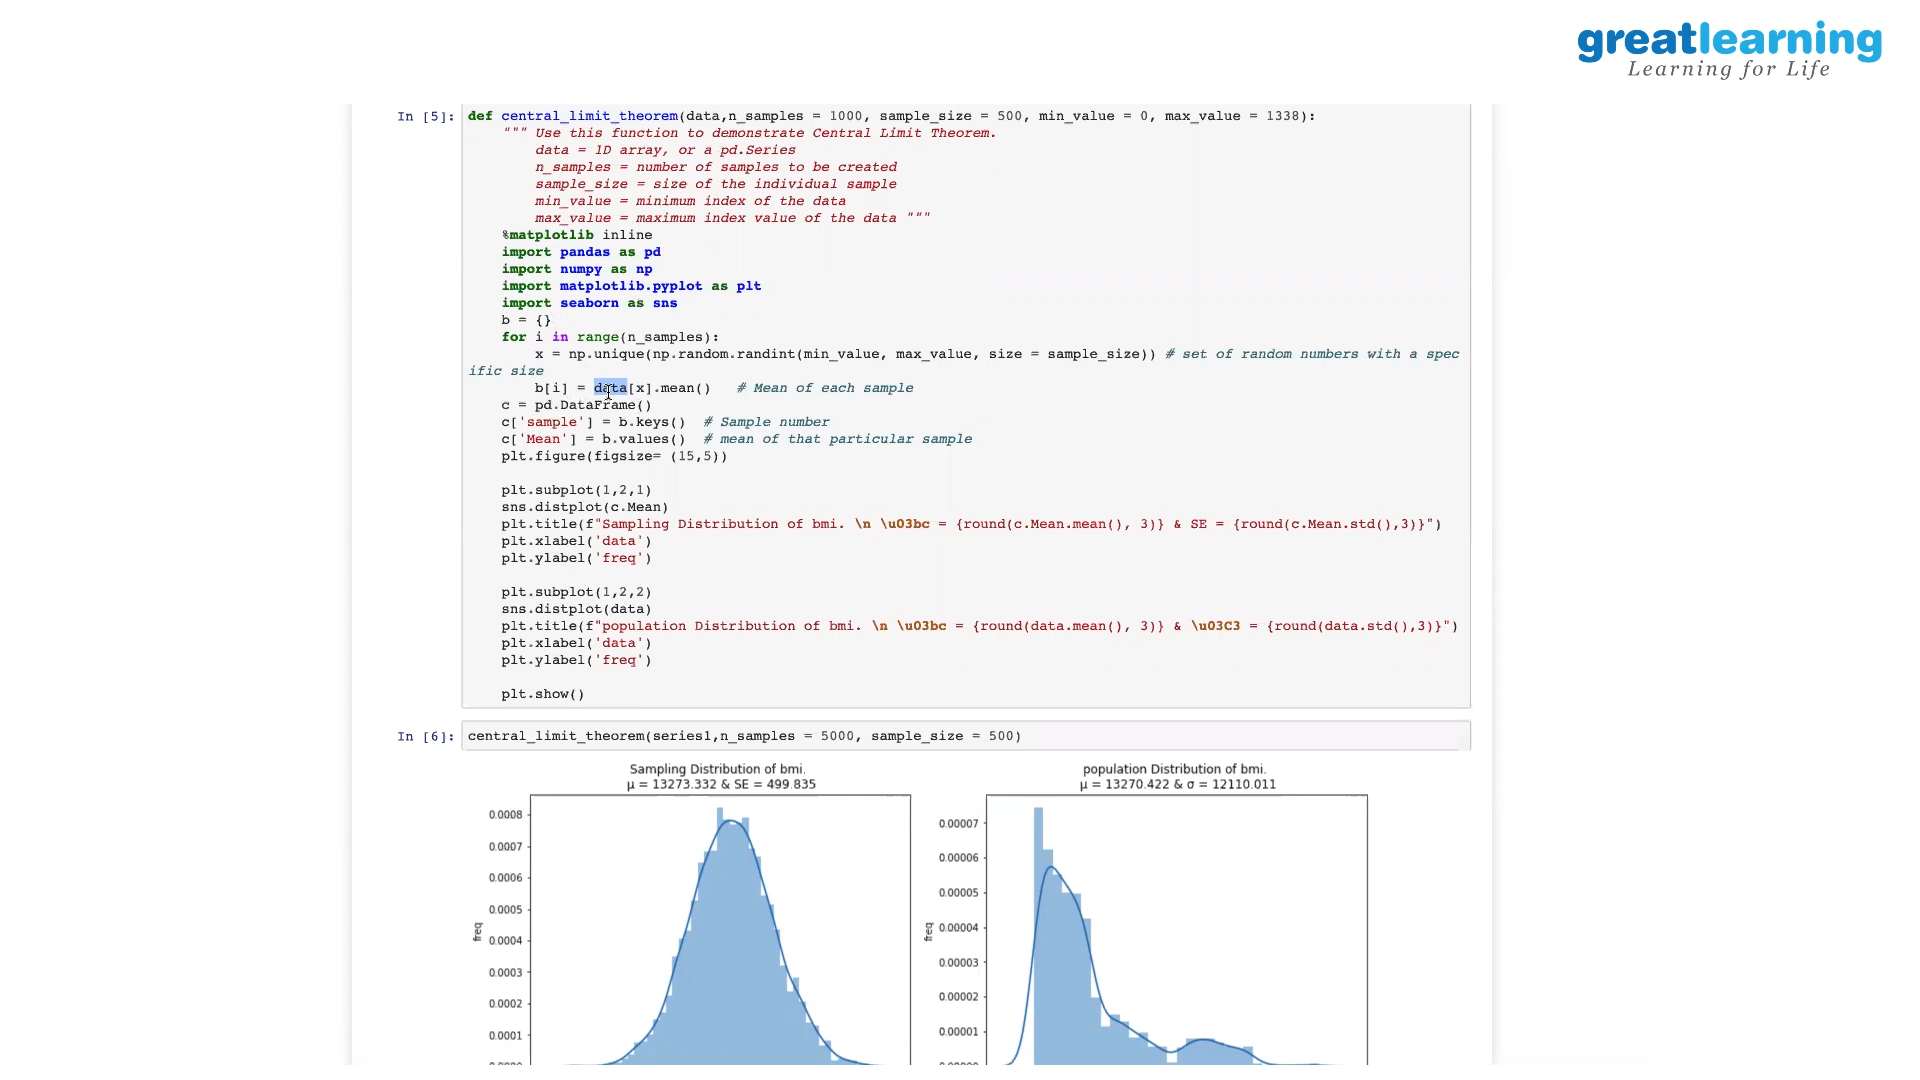 greatlearning
Learning for Life
In [5]: def central_limit_theorem(data,n_samples = 1000, sample_size = 500, min_value = 0, max_value = 1338):
""" Use this function to demonstrate Central Limit Theorem.
data = 1D array, or a pd.Series
n_samples = number of samples to be created
sample_size = size of the individual sample
min_value = minimum index of the data
max_value = maximum index value of the data """
%matplotlib inline
import pandas as pd
import numpy as np
import matplotlib.pyplot as plt
import seaborn as sns
b = {}
for i in range(n_samples):
x = np.unique(np.random.randint(min_value, max_value, size = sample_size)) # set of random numbers with a spec
ific size
b[i] = data[x].mean() # Mean of each sample
c = pd.DataFrame()
c['sample'] = b.keys() # Sample number
c['Mean'] = b.values() # mean of that particular sample
plt.figure(figsize= (15,5))
plt.subplot(1,2,1)
sns.distplot(c.Mean)
plt.title(f"Sampling Distribution of bmi. \n \u03bc = {round(c.Mean.mean(), 3)} & SE = {round(c.Mean.std(),3)}")
plt.xlabel('data')
plt.ylabel('freq')
plt.subplot(1,2,2)
sns.distplot(data)
plt.title(f"population Distribution of bmi. \n \u03bc = {round(data.mean(), 3)} & \u03C3 = {round(data.std(),3)}")
plt.xlabel('data')
plt.ylabel('freq')
plt.show()
In [6]: central_limit_theorem(series1,n_samples = 5000, sample_size = 500)
Sampling Distribution of bmi.
μ = 13273.332 & SE = 499.835
0.0008
0.0007
0.0006
0.0005
0.0004
0.0003
0.0002
0.0001
freq
population Distribution of bmi.
μ = 13270.422 & σ = 12110.011
0.00007
0.00006
0.00005
0.00004
0.00003
0.00002
0.00001
freq